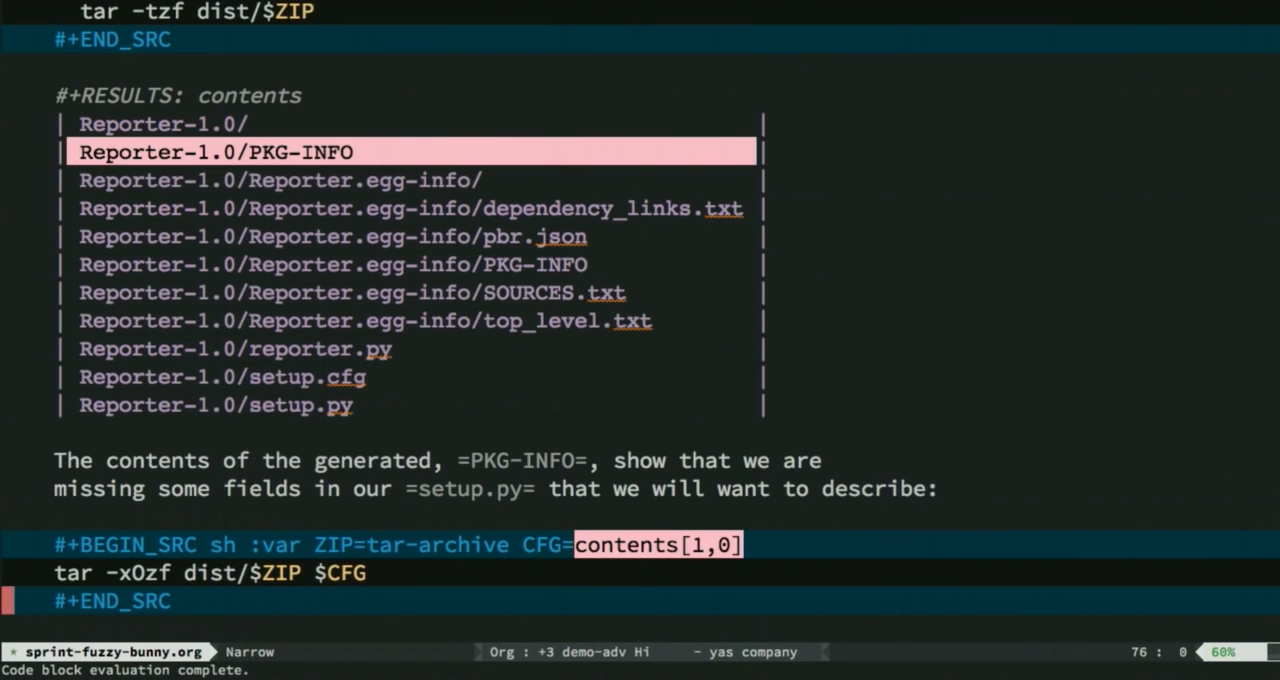 tar -tzf dist/$ZIP
#+END_SRC
#+RESULTS: contents
| Reporter-1.0/ |
| Reporter-1.0/PKG-INFO |
| Reporter-1.0/Reporter.egg-info/ |
| Reporter-1.0/Reporter.egg-info/dependency_links.txt |
| Reporter-1.0/Reporter.egg-info/pbr.json |
| Reporter-1.0/Reporter.egg-info/PKG-INFO |
| Reporter-1.0/Reporter.egg-info/SOURCES.txt |
| Reporter-1.0/Reporter.egg-info/top_level.txt |
| Reporter-1.0/reporter.py |
| Reporter-1.0/setup.cfg |
| Reporter-1.0/setup.py |
The contents of the generated, =PKG-INFO=, show that we are
missing some fields in our =setup.py= that we will want to describe:
#+BEGIN_SRC sh :var ZIP=tar-archive CFG=contents[1,0]
tar -xOzf dist/$ZIP $CFG
#+END_SRC
* sprint-fuzzy-bunny.org Narrow Org : +3 demo-adv Hi - yas company 76 : 0 60%
Code block evaluation complete.